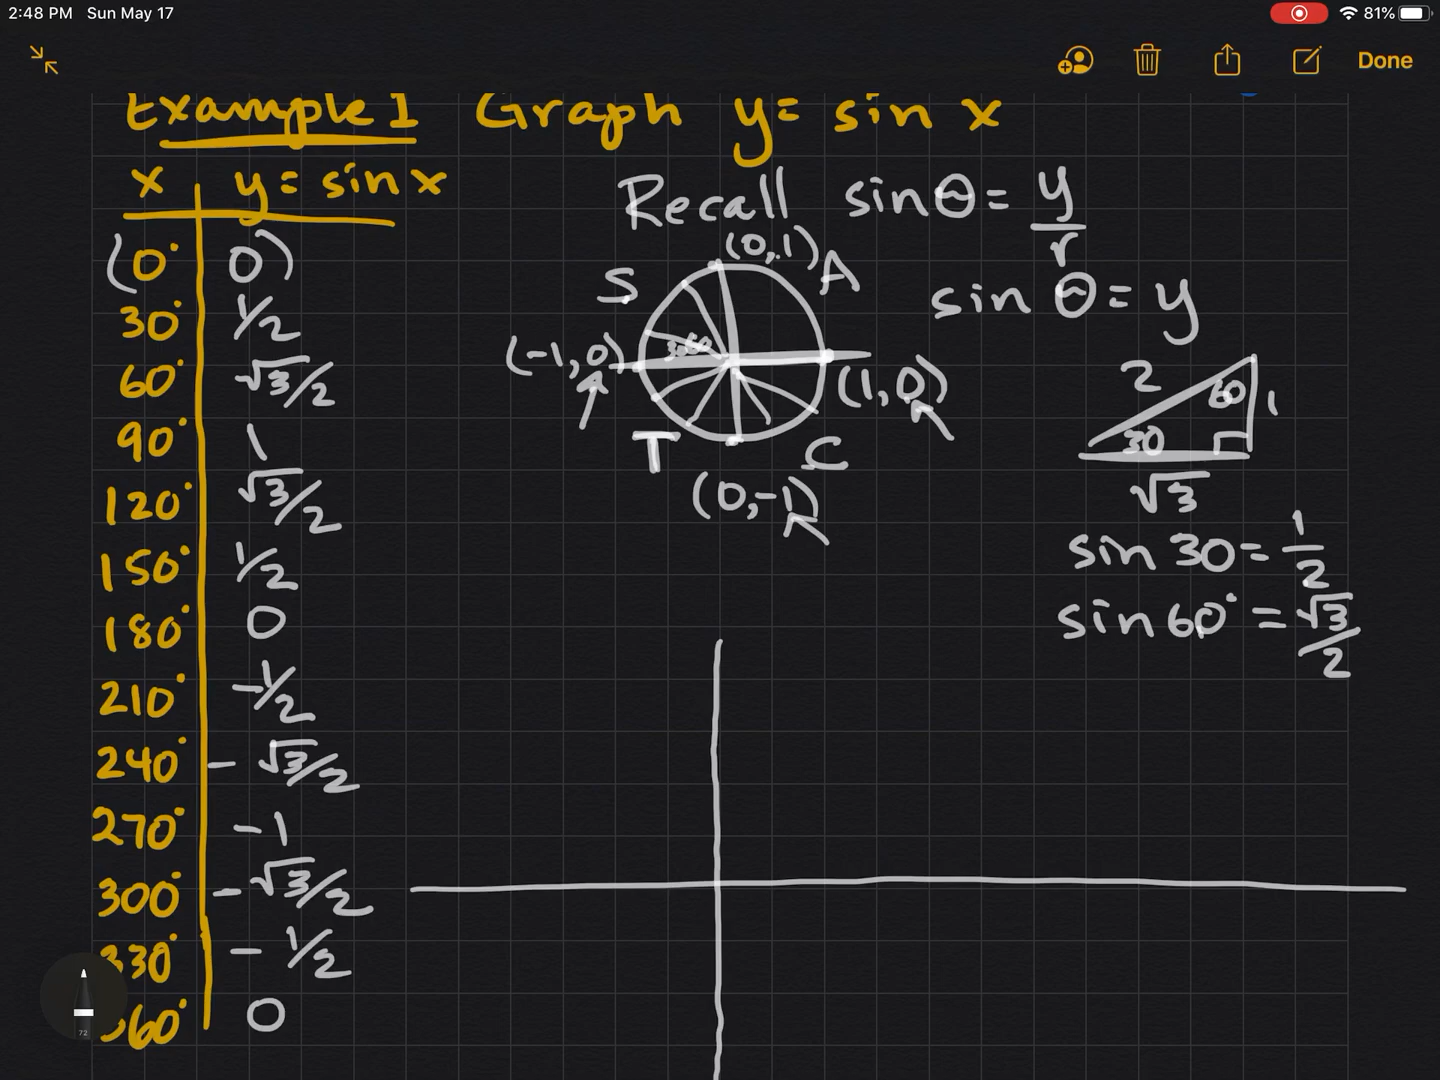 2:48 PM Sun May 17
81%
Done
Example 1 Graph y = sin x
x y = sin x
(0° 0)
30° 1/2
60° √3/2
90° 1
120° √3/2
150° 1/2
180° 0
210° -1/2
240° - √3/2
270° -1
300° - √3/2
330° - 1/2
360° 0
Recall sin θ = y/r
(0,1)
S A
sin θ = y
(-1,0)
(1,0)
T C
(0,-1)
2
60
1
30
√3
sin 30 = 1/2
sin 60° = √3/2
72